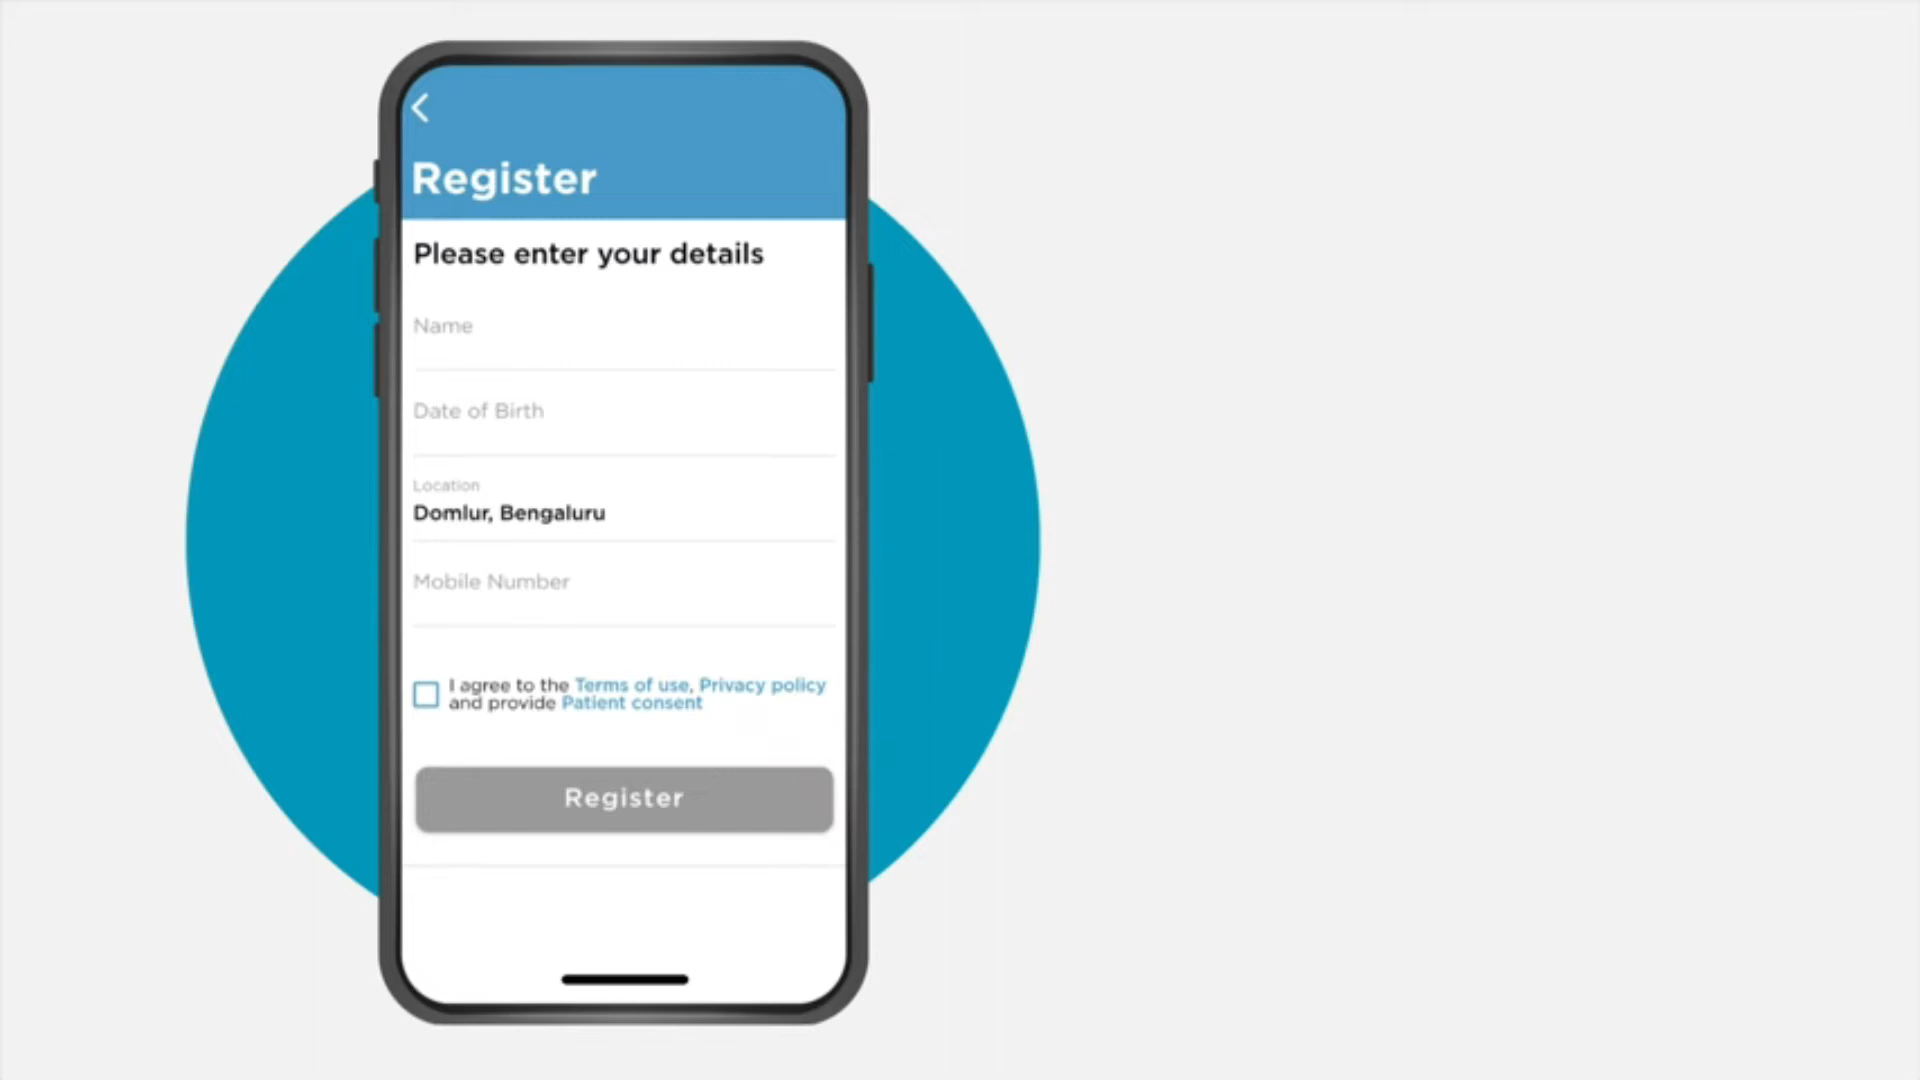 Register
Please enter your details
Name
Date of Birth
Location
Domlur, Bengaluru
Mobile Number
I agree to the Terms of use, Privacy policy
and provide Patient consent
Register